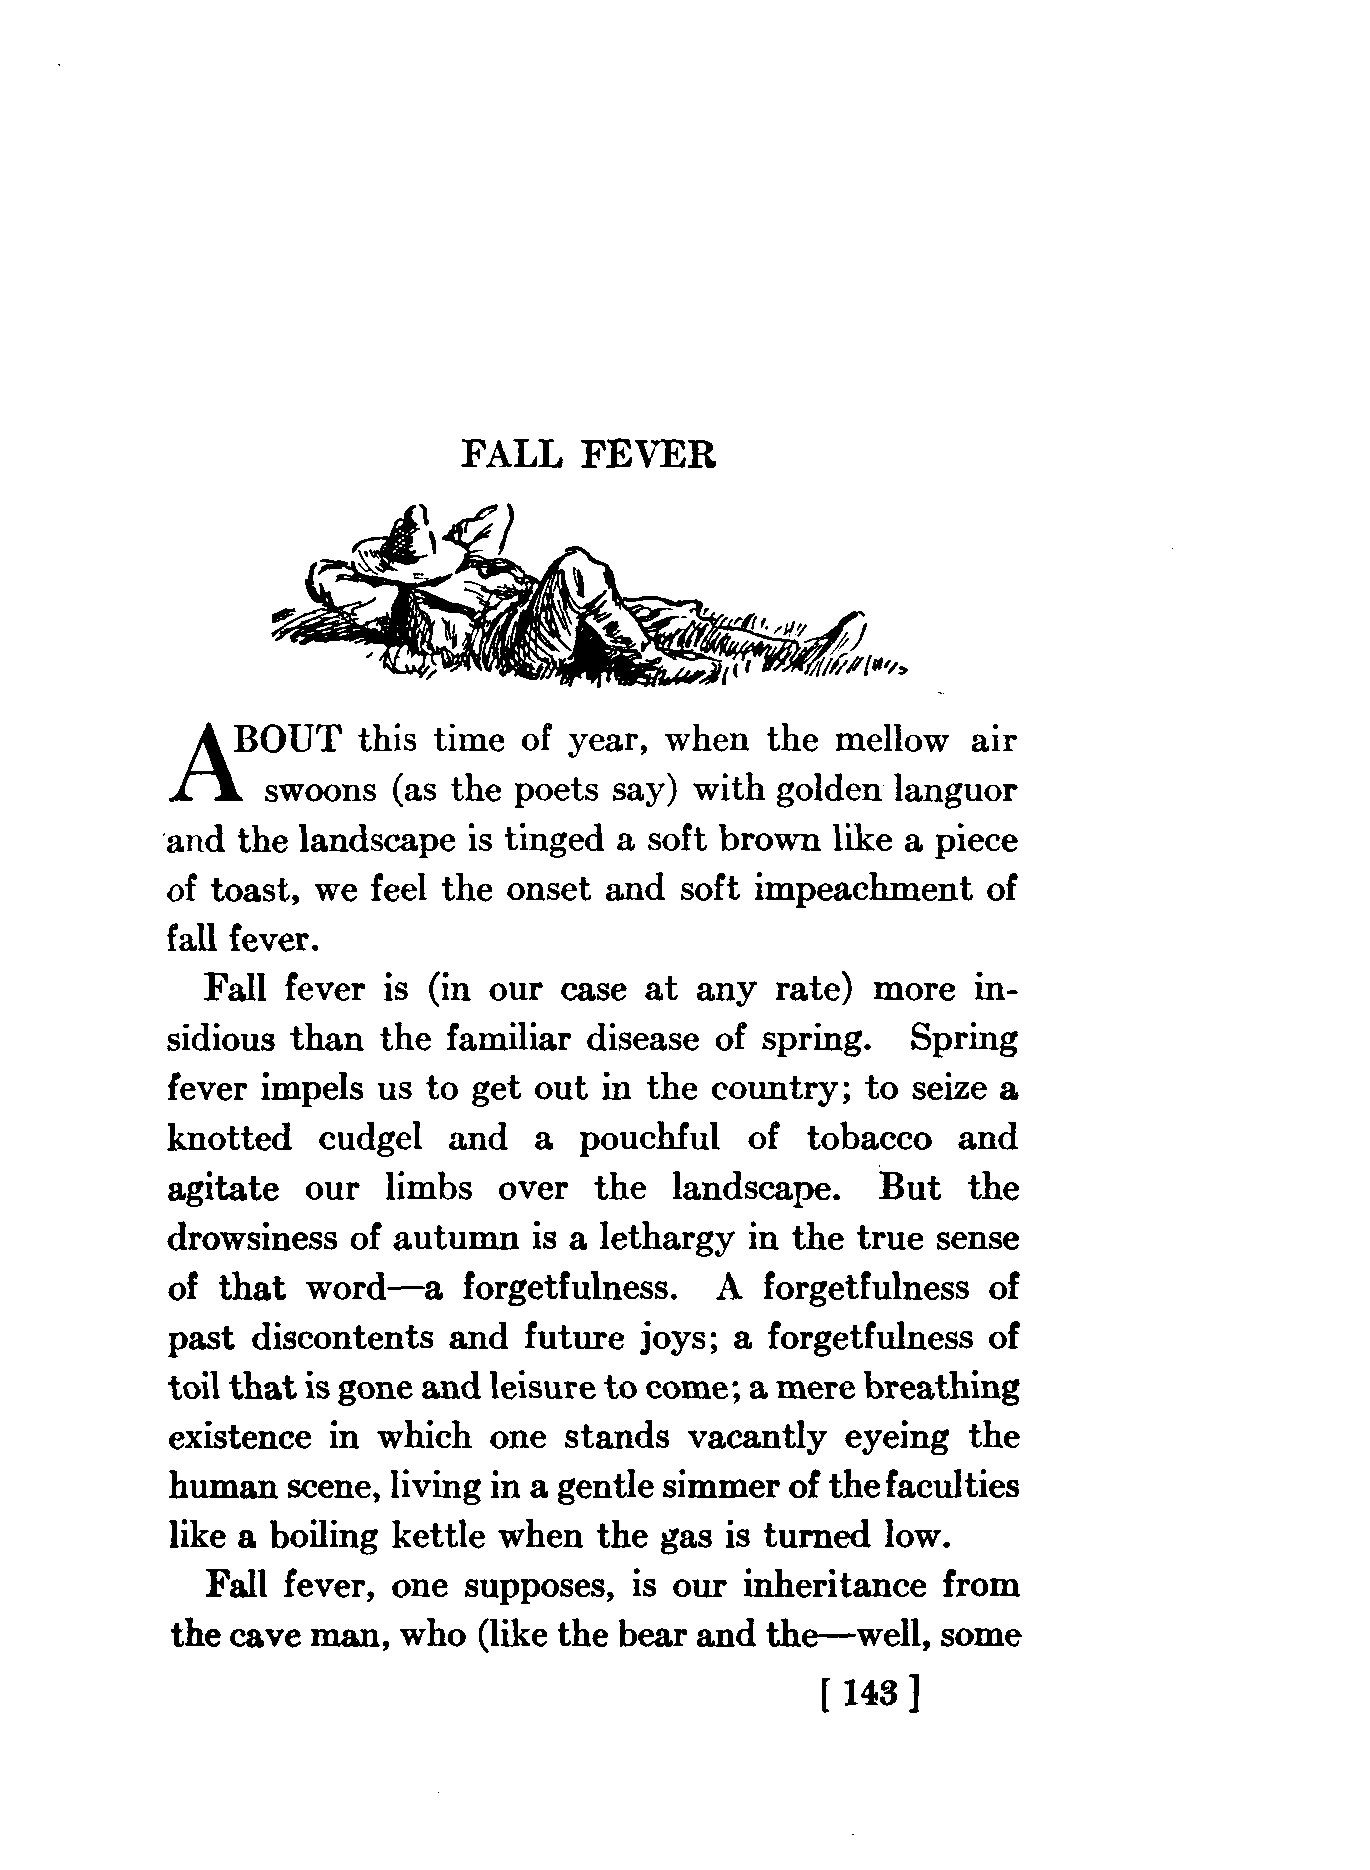 FALL FEVER
ABOUT this time of year, when the mellow air
swoons (as the poets say) with golden languor
and the landscape is tinged a soft brown like a piece
of toast, we feel the onset and soft impeachment of
fall fever.
Fall fever is (in our case at any rate) more in-
sidious than the familiar disease of spring. Spring
fever impels us to get out in the country; to seize a
knotted cudgel and a pouchful of tobacco and
agitate our limbs over the landscape. But the
drowsiness of autumn is a lethargy in the true sense
of that word—a forgetfulness. A forgetfulness of
past discontents and future joys; a forgetfulness of
toil that is gone and leisure to come; a mere breathing
existence in which one stands vacantly eyeing the
human scene, living in a gentle simmer of the faculties
like a boiling kettle when the gas is turned low.
Fall fever, one supposes, is our inheritance from
the cave man, who (like the bear and the—well, some
[ 143 ]